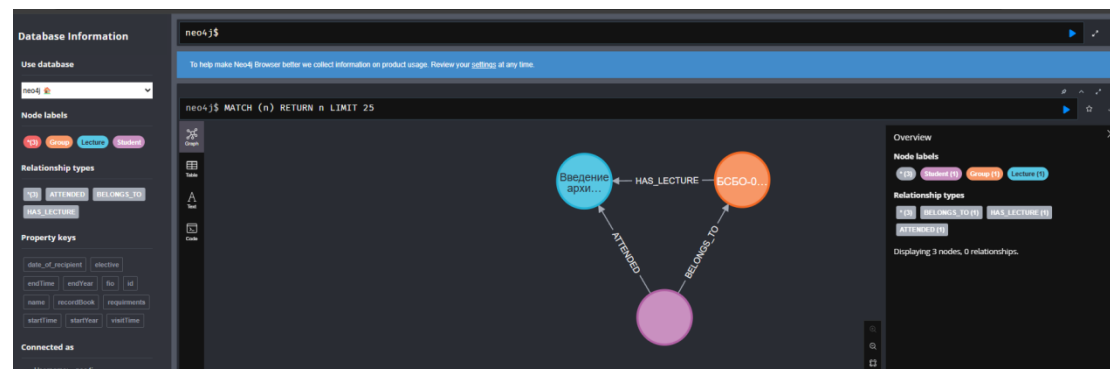 Database Information
Use database
neo4j
Node labels
*(3) Group Lecture Student
Relationship types
*(3) ATTENDED BELONGS_TO
HAS_LECTURE
Property keys
date_of_recipient elective
endTime endYear fio id
name recordBook requirments
startTime startYear visitTime
Connected as
neo4j$
To help make Neo4j Browser better we collect information on product usage. Review your settings at any time.
neo4j$ MATCH (n) RETURN n LIMIT 25
Graph
Table
Text
Code
Введение
архи...
HAS_LECTURE
БСБО-0...
ATTENDED
BELONGS_TO
Overview
Node labels
*(3) Student (1) Group (1) Lecture (1)
Relationship types
*(3) BELONGS_TO (1) HAS_LECTURE (1)
ATTENDED (1)
Displaying 3 nodes, 0 relationships.